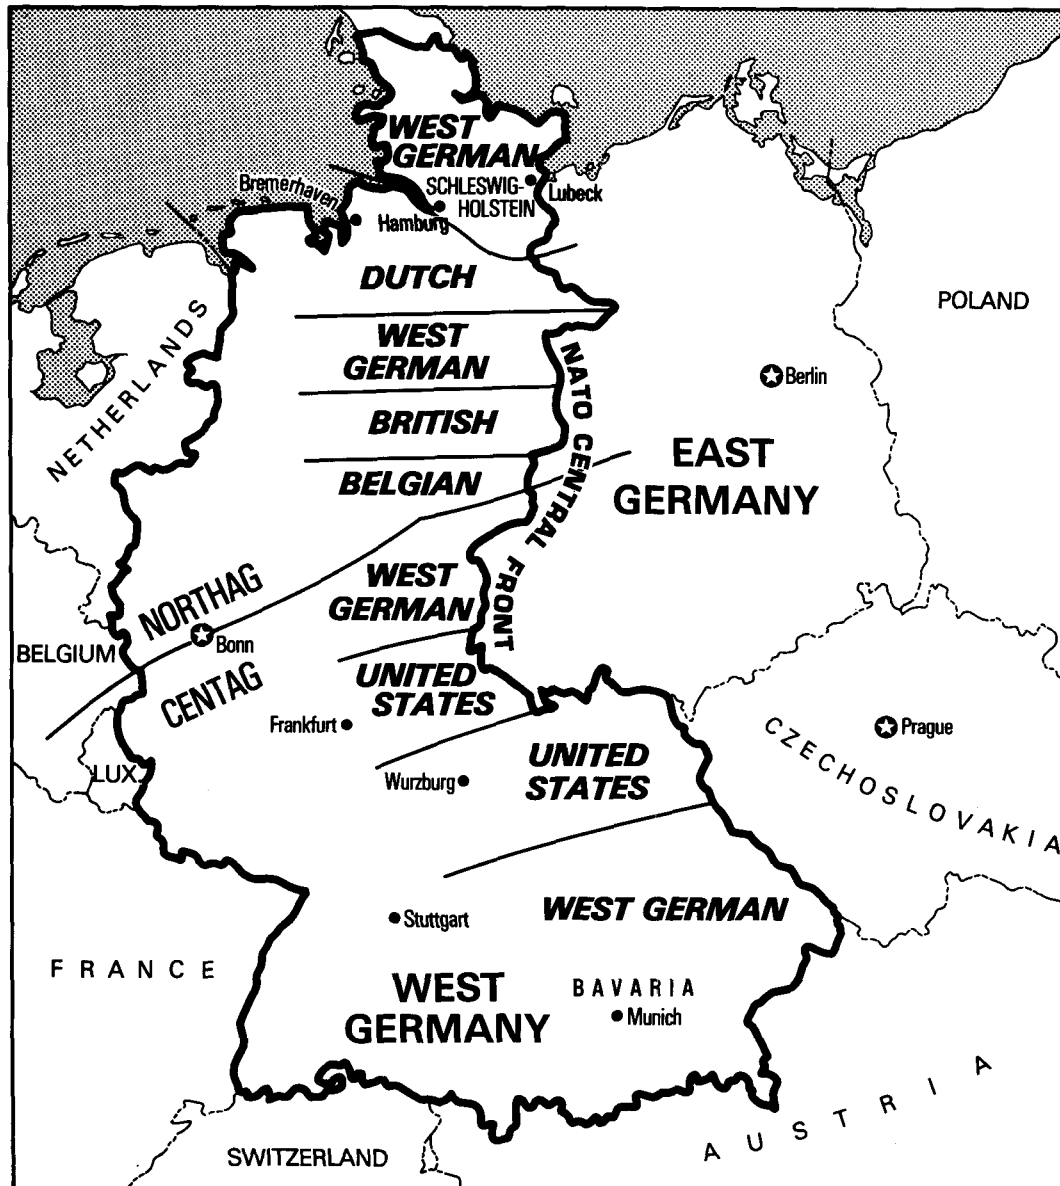 WEST
GERMAN
SCHLESWIG-
HOLSTEIN
Lubeck
Bremerhaven
Hamburg
DUTCH
WEST
GERMAN
BRITISH
BELGIAN
NATO CENTRAL FRONT
NETHERLANDS
POLAND
Berlin
EAST
GERMANY
NORTHAG
WEST
GERMAN
Bonn
BELGIUM
CENTAG
UNITED
STATES
Frankfurt
LUX.
UNITED
STATES
Wurzburg
Prague
CZECHOSLOVAKIA
Stuttgart
WEST GERMAN
FRANCE
WEST
GERMANY
BAVARIA
Munich
AUSTRIA
SWITZERLAND